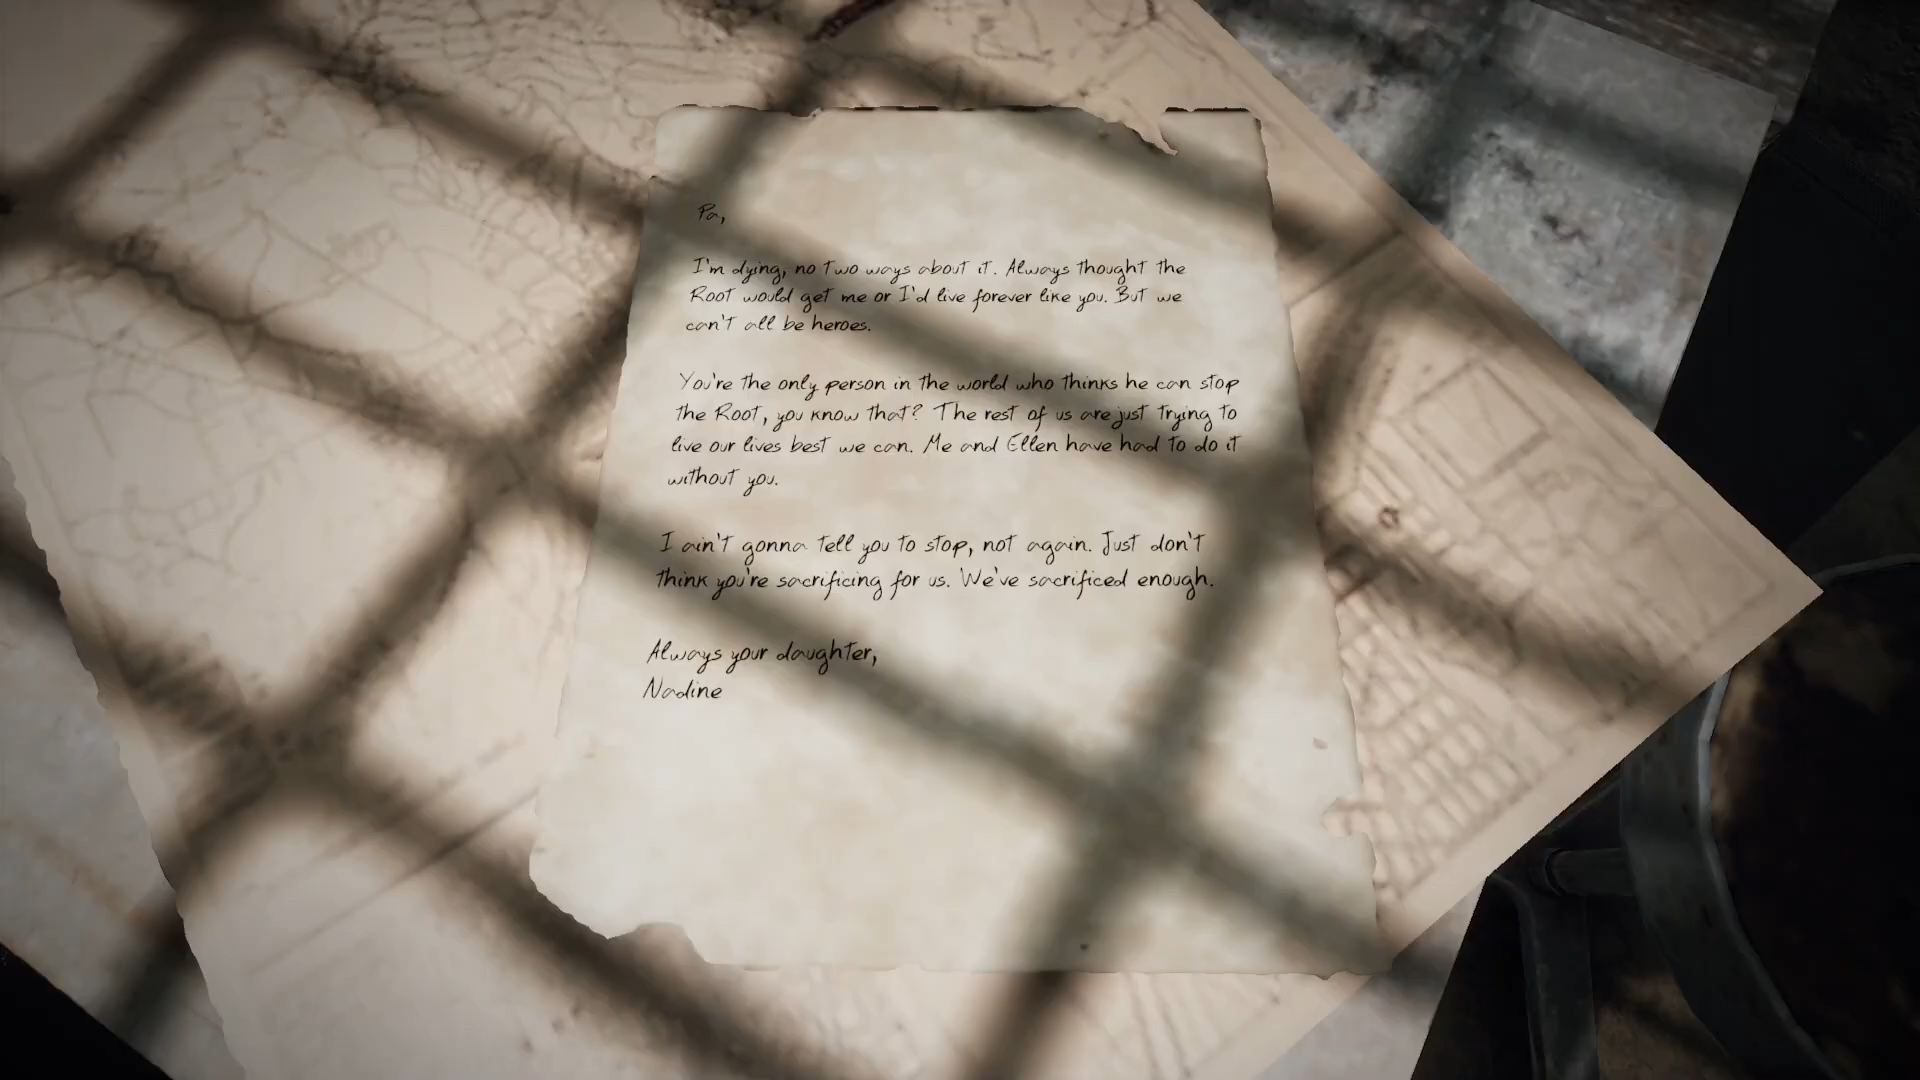 Pa,
I'm dying, no two ways about it. Always thought the
Root would get me or I'd live forever like you. But we
can't all be heroes.
You're the only person in the world who thinks he can stop
the Root, you know that? The rest of us are just trying to
live our lives best we can. Me and Ellen have had to do it
without you.
I ain't gonna tell you to stop, not again. Just don't
think you're sacrificing for us. We've sacrificed enough.
Always your daughter,
Nadine